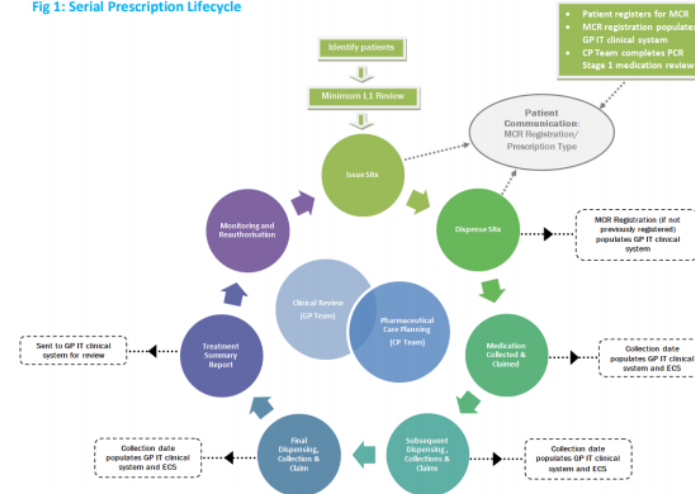 Fig 1: Serial Prescription Lifecycle
Patient registers for MCR
MCR registration populates
GP IT clinical system
CP Team completes PCR
Stage 1 medication review
Identify patients
Minimum L1 Review
Patient
Communication:
MCR Registration/
Prescription Type
Issue SRx
Dispense SRx
MCR Registration (if not
previously registered)
populates GP IT clinical
system
Monitoring and
Reauthorisation
Clinical Review
(GP Team)
Pharmaceutical
Care Planning
(CP Team)
Medication
Collected &
Claimed
Collection date
populates GP IT clinical
system and ECS
Treatment
Summary
Report
Sent to GP IT clinical
system for review
Final
Dispensing,
Collection &
Claim
Collection date
populates GP IT clinical
system and ECS
Subsequent
Dispensing,
Collections &
Claims
Collection date
populates GP IT clinical
system and ECS